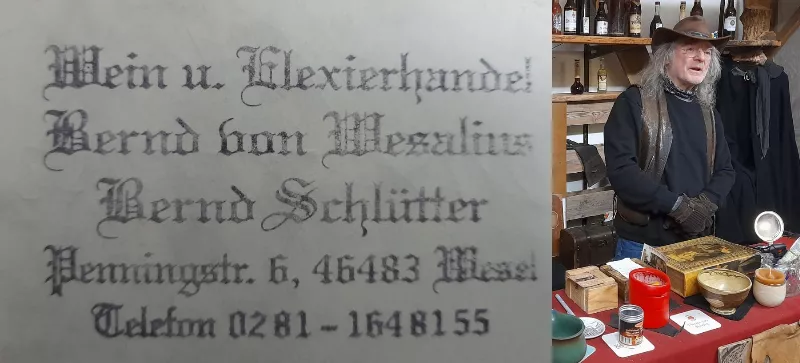 Wein u. Elexierhandel
Bernd von Wesalius
Bernd Schlütter
Penningstr. 6, 46483 Wesel
Telefon 0281-1648155